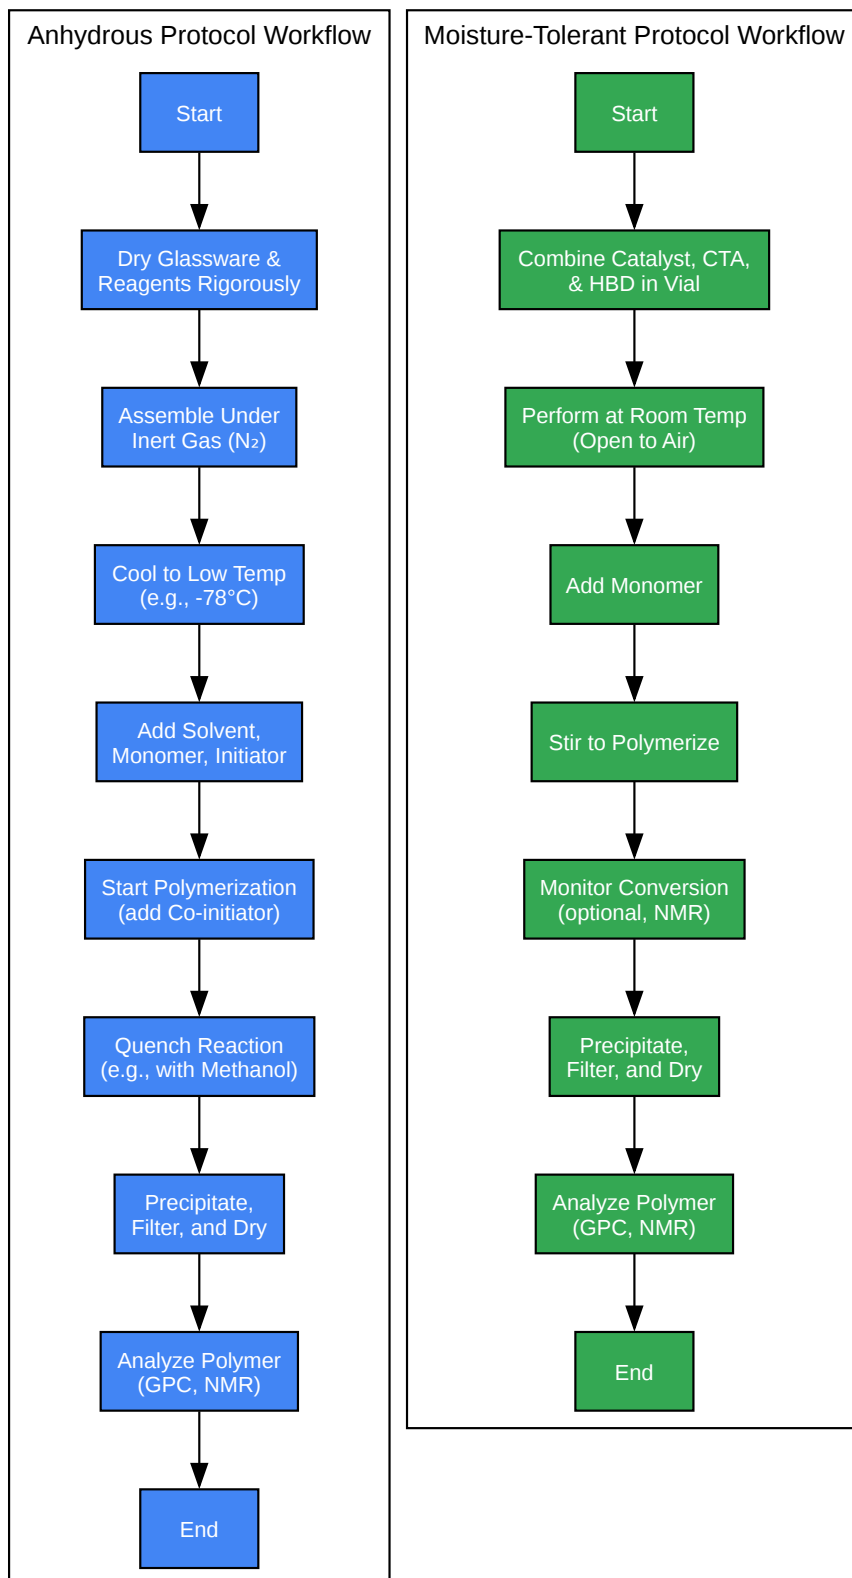 Anhydrous Protocol Workflow
Start
Dry Glassware &
Reagents Rigorously
Assemble Under
Inert Gas (N₂)
Cool to Low Temp
(e.g., -78°C)
Add Solvent,
Monomer, Initiator
Start Polymerization
(add Co-initiator)
Quench Reaction
(e.g., with Methanol)
Precipitate,
Filter, and Dry
Analyze Polymer
(GPC, NMR)
End
Moisture-Tolerant Protocol Workflow
Start
Combine Catalyst, CTA,
& HBD in Vial
Perform at Room Temp
(Open to Air)
Add Monomer
Stir to Polymerize
Monitor Conversion
(optional, NMR)
Precipitate,
Filter, and Dry
Analyze Polymer
(GPC, NMR)
End